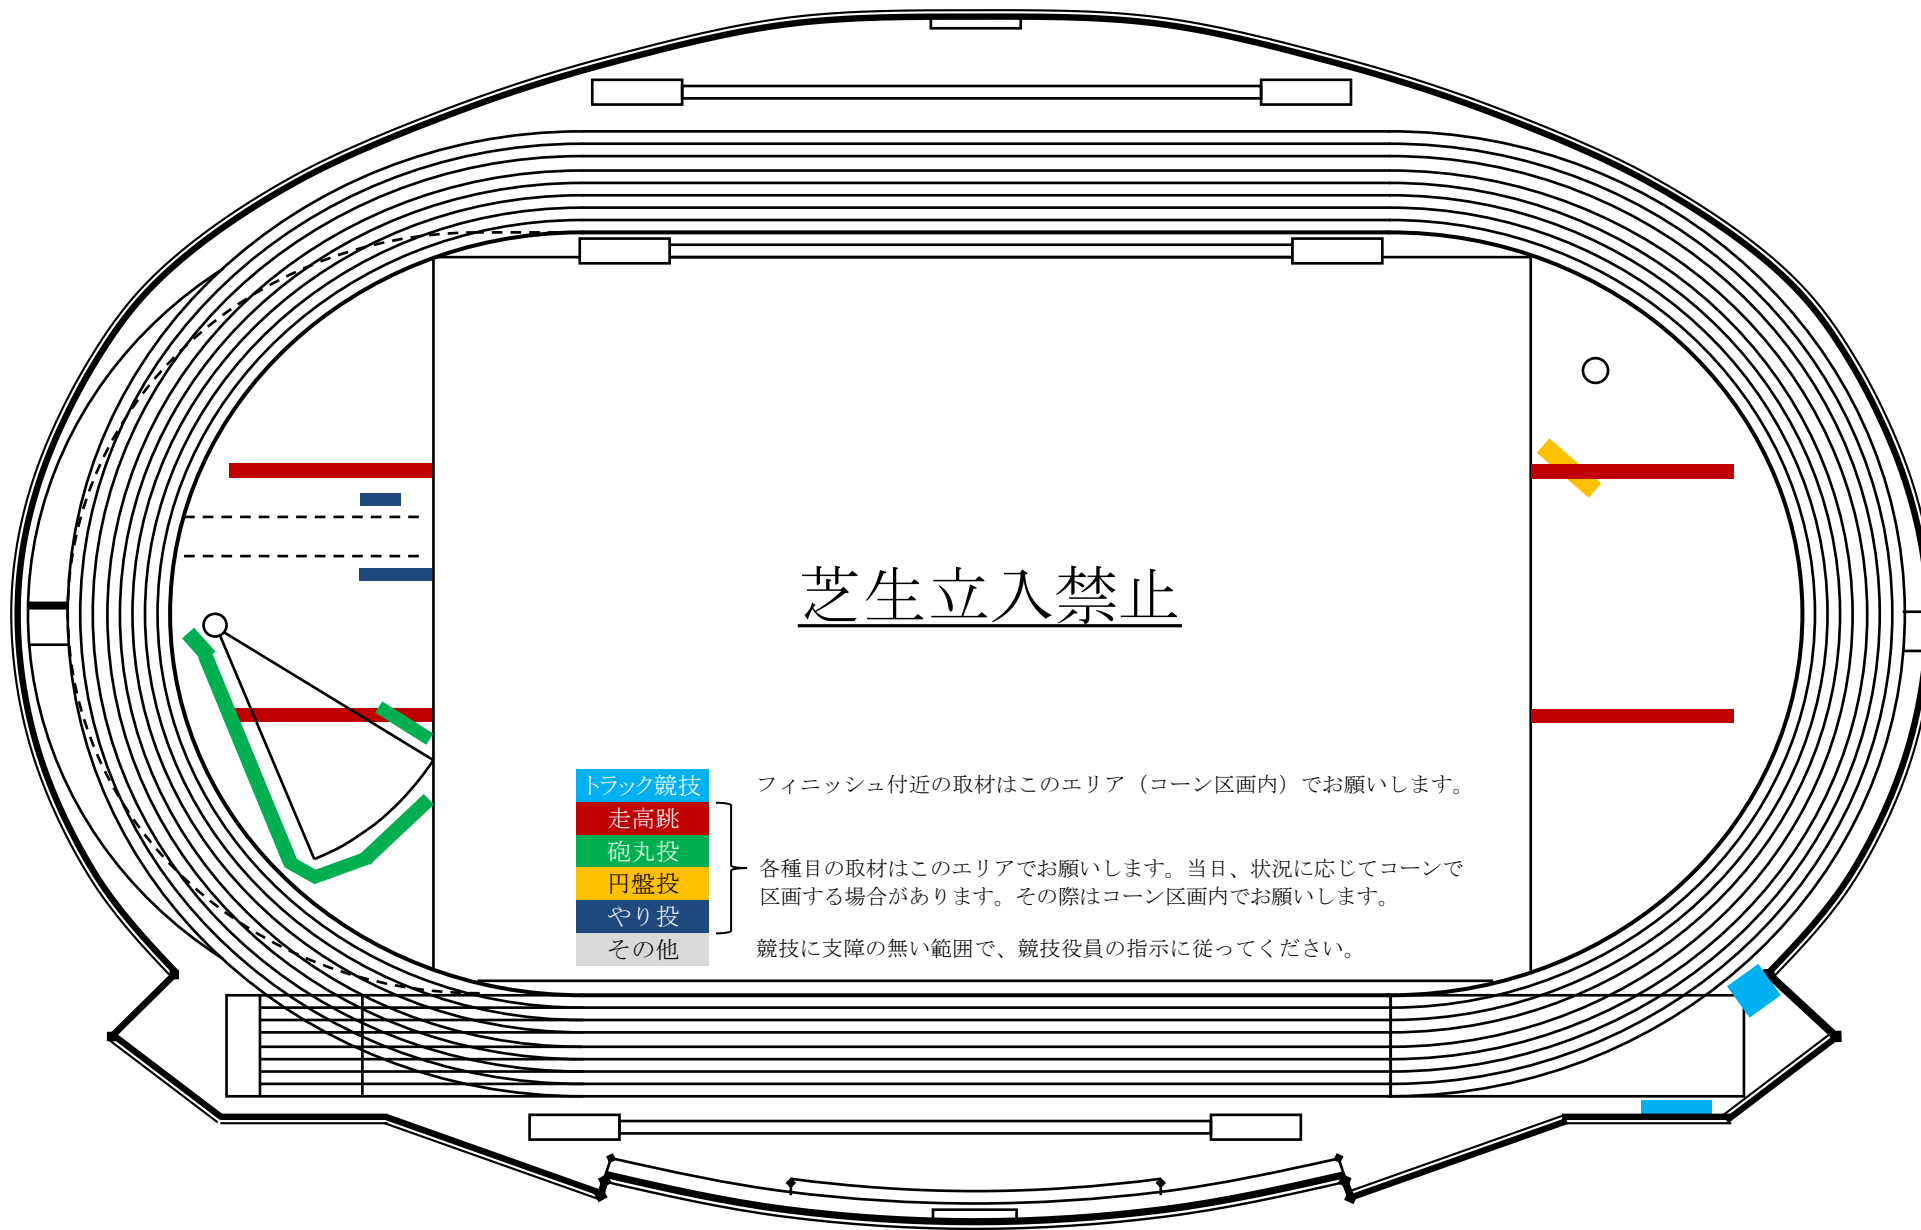 芝生立入禁止
トラック競技
フィニッシュ付近の取材はこのエリア（コーン区画内）でお願いします。
走高跳
砲丸投
円盤投
やり投
各種目の取材はこのエリアでお願いします。当日、状況に応じてコーンで
区画する場合があります。その際はコーン区画内でお願いします。
その他
競技に支障の無い範囲で、競技役員の指示に従ってください。